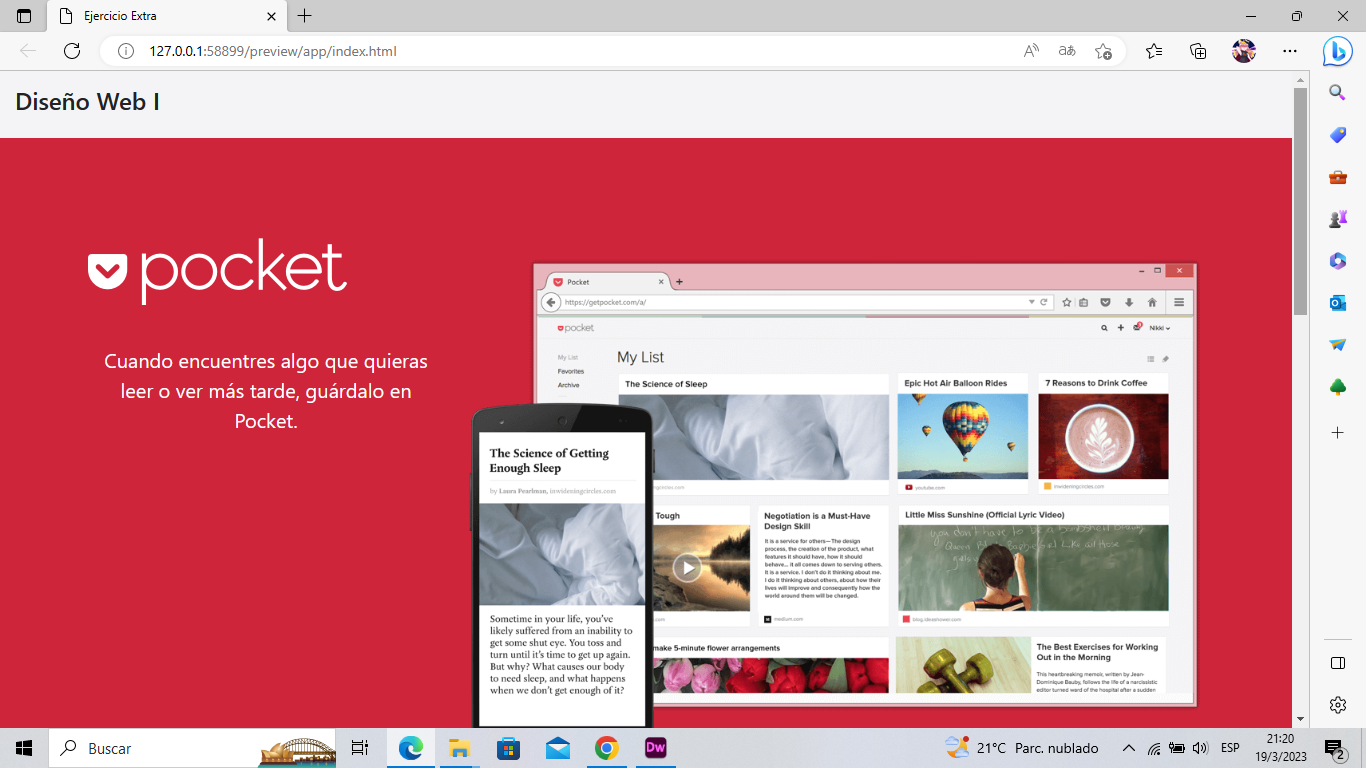 Ejercicio Extra
127.0.0.1:58899/preview/app/index.html
Diseño Web I
pocket
Cuando encuentres algo que quieras
leer o ver más tarde, guárdalo en
Pocket.
Pocket
https://getpocket.com/a/
pocket
Nikki
My List
Favorites
Archive
My List
The Science of Sleep
Epic Hot Air Balloon Rides
youtube.com
7 Reasons to Drink Coffee
inwideningcircles.com
Tough
Negotiation is a Must-Have
Design Skill
It is a service for others—The design
process, the creation of the product, what
features it should have, how it should
behave... it all comes down to serving others.
It is a service. I don't do it thinking about me.
I do it thinking about others, about how their
lives will improve and consequently how the
world around them will be changed.
medium.com
Little Miss Sunshine (Official Lyric Video)
blog.ideashower.com
make 5-minute flower arrangements
The Best Exercises for Working
Out in the Morning
This heartbreaking memoir, written by Jean
Dominique Bauby, follows the life of a narcissistic
editor turned ward of the hospital after a sudden
The Science of Getting
Enough Sleep
by Laura Pearlman, inwideningcircles.com
Sometime in your life, you've
likely suffered from an inability to
get some shut eye. You toss and
turn until it's time to get up again.
But why? What causes our body
to need sleep, and what happens
when we don't get enough of it?
Buscar
Dw
21°C Parc. nublado
ESP
21:20
19/3/2023
2